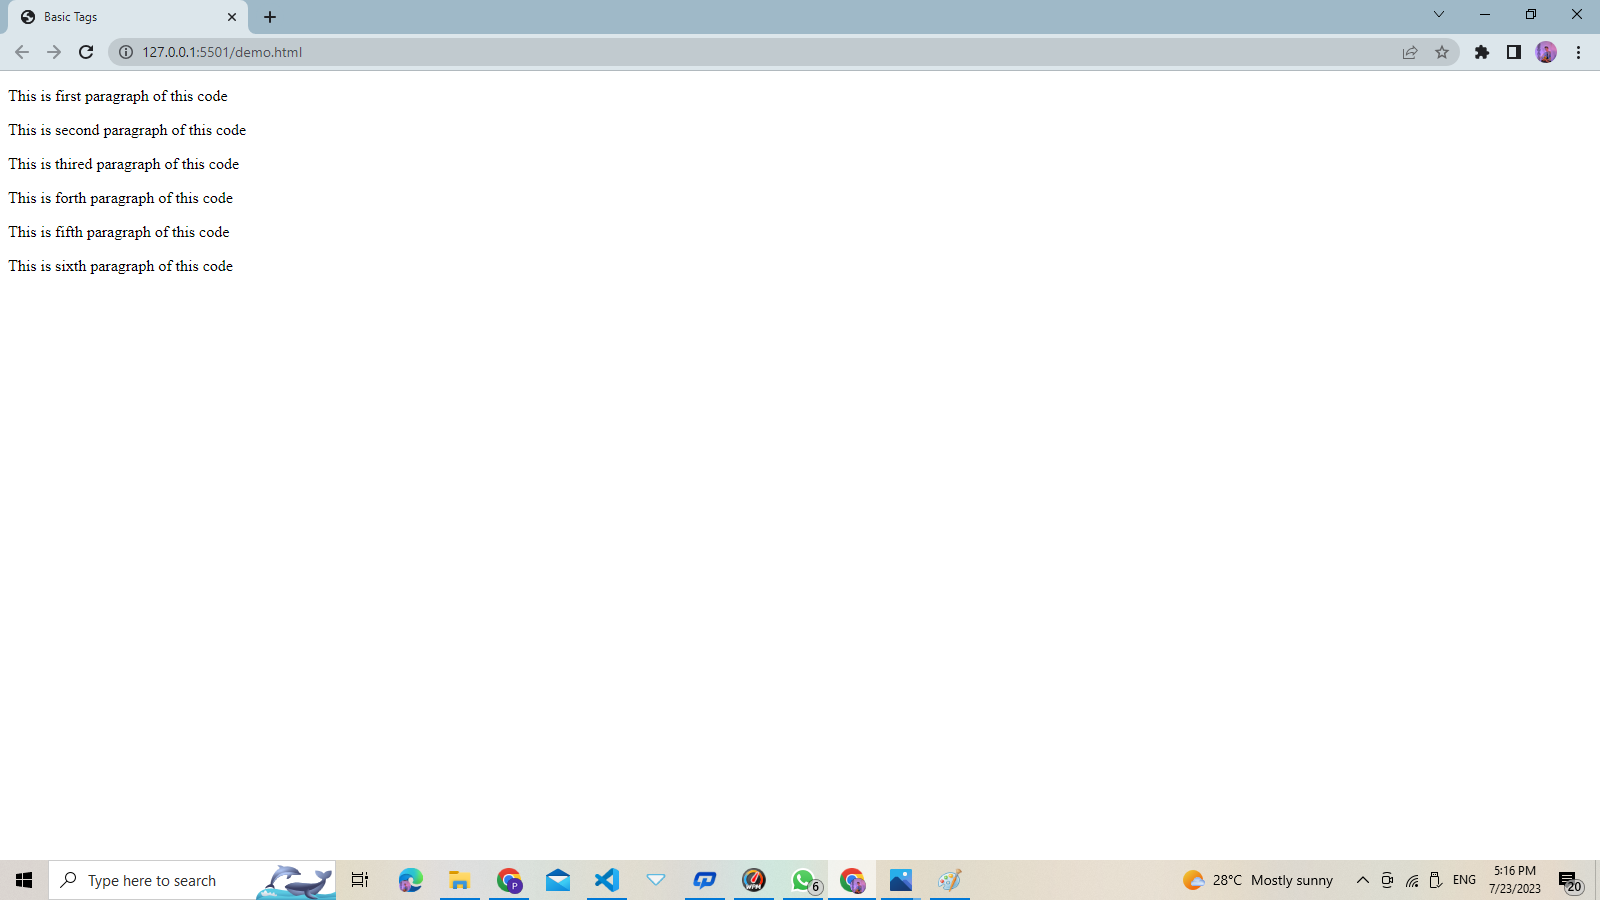 Basic Tags
127.0.0.1:5501/demo.html
This is first paragraph of this code
This is second paragraph of this code
This is thired paragraph of this code
This is forth paragraph of this code
This is fifth paragraph of this code
This is sixth paragraph of this code
Type here to search
P
WPM
6
28°C Mostly sunny
ENG
5:16 PM
7/23/2023
20